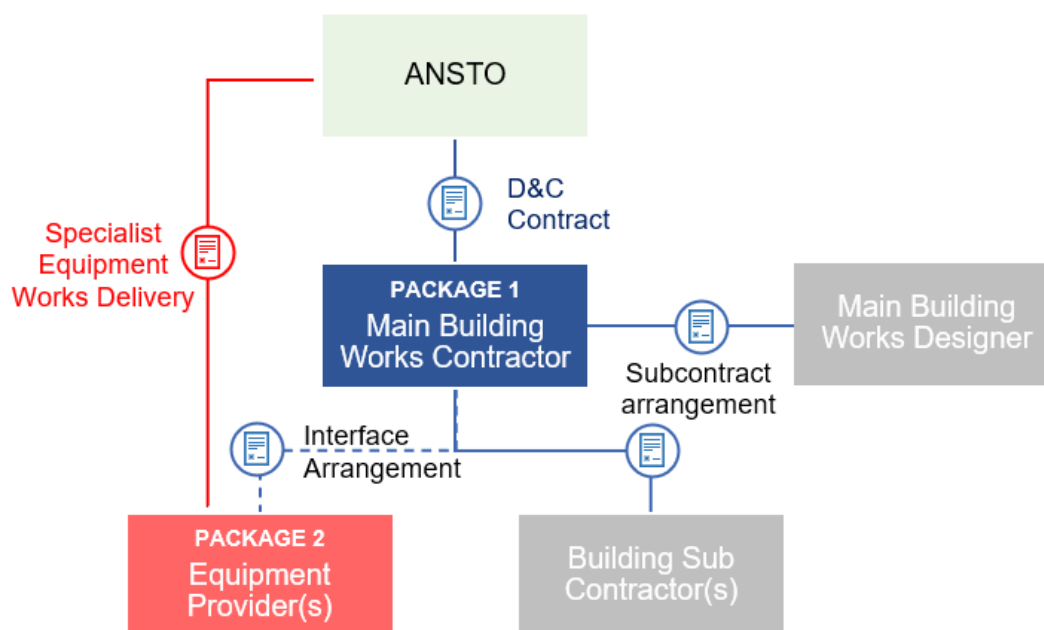 ANSTO
D&C
Contract
Specialist
Equipment
Works Delivery
PACKAGE 1
Main Building
Works Contractor
Main Building
Works Designer
Subcontract
arrangement
Interface
Arrangement
PACKAGE 2
Equipment
Provider(s)
Building Sub
Contractor(s)